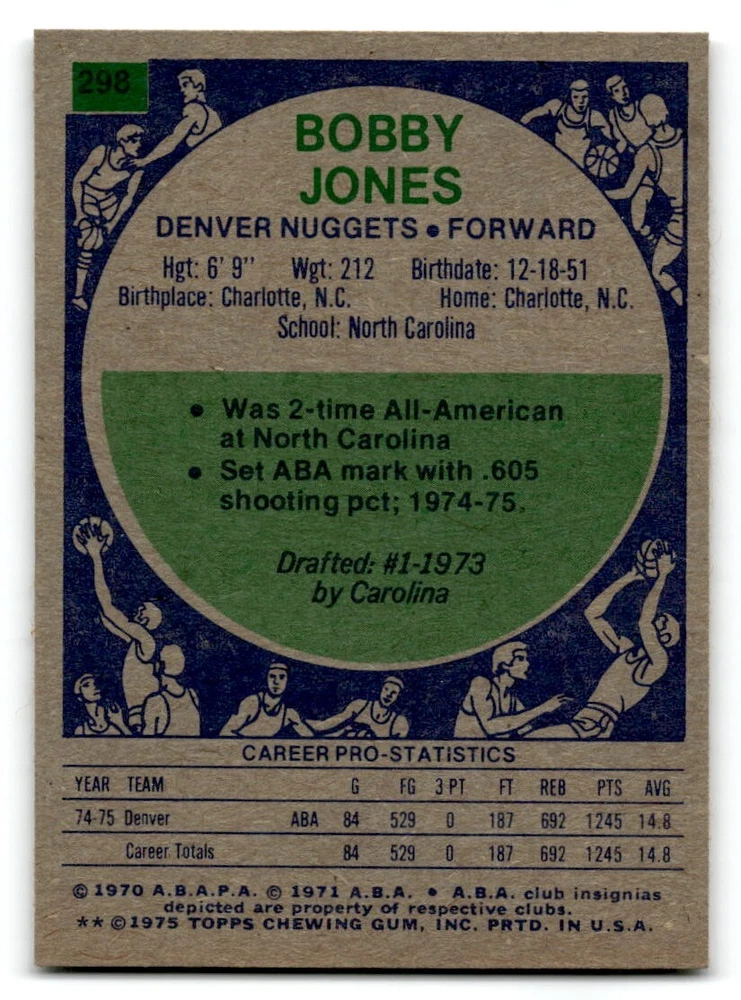 298
BOBBY
JONES
DENVER NUGGETS • FORWARD
Hgt: 6' 9" Wgt: 212 Birthdate: 12-18-51
Birthplace: Charlotte, N.C. Home: Charlotte, N.C.
School: North Carolina
• Was 2-time All-American
at North Carolina
• Set ABA mark with .605
shooting pct; 1974-75.
Drafted: #1-1973
by Carolina
CAREER PRO-STATISTICS
YEAR TEAM G FG 3 PT FT REB PTS AVG
74-75 Denver ABA 84 529 0 187 692 1245 14.8
Career Totals 84 529 0 187 692 1245 14.8
© 1970 A.B.A.P.A. © 1971 A.B.A. • A.B.A. club insignias
depicted are property of respective clubs.
** © 1975 TOPPS CHEWING GUM, INC. PRTD. IN U.S.A.